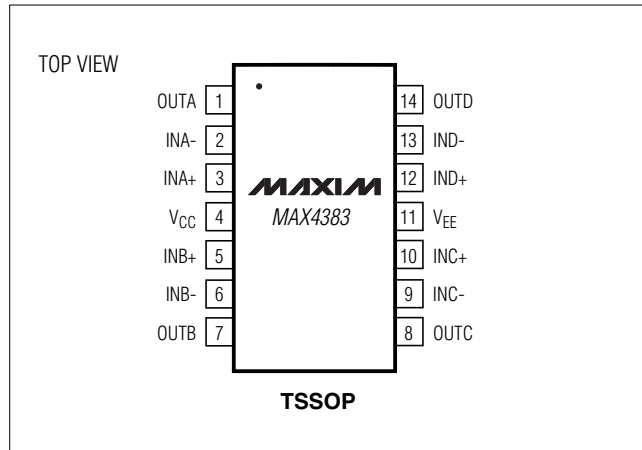 TOP VIEW
OUTA 1 14 OUTD
INA- 2 13 IND-
INA+ 3 12 IND+
MAXIM
VCC 4 MAX4383 11 VEE
INB+ 5 10 INC+
INB- 6 9 INC-
OUTB 7 8 OUTC
TSSOP